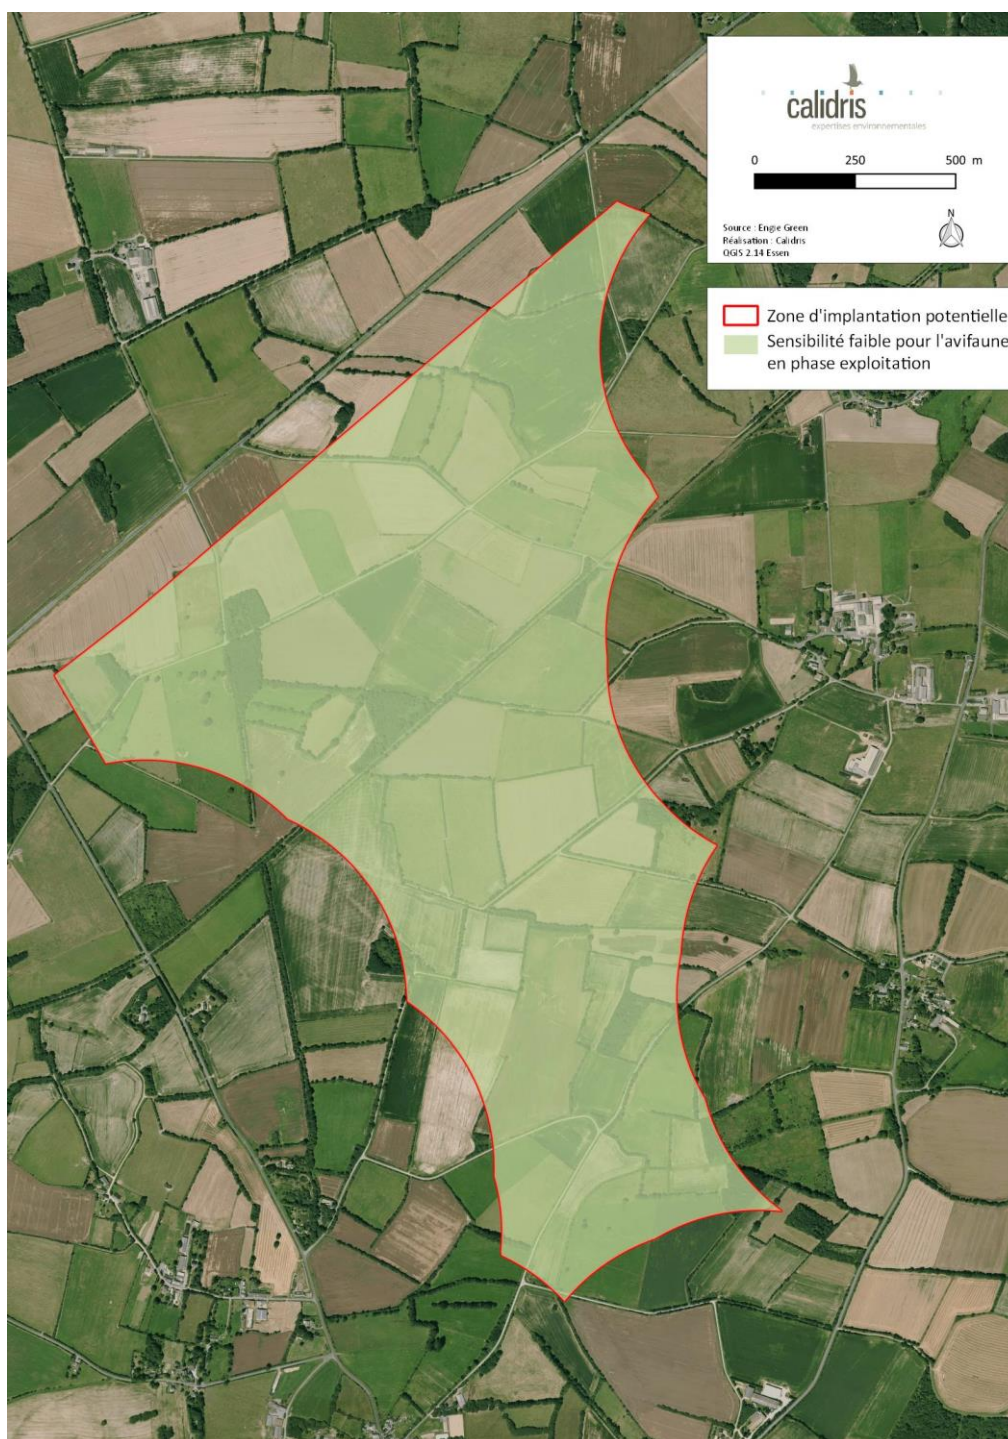 calidris
expertises environnementales
0 250 500 m
Source : Engie Green
Réalisation : Calidris
QGIS 2.14 Essen
N
Zone d'implantation potentielle
Sensibilité faible pour l'avifaune
en phase exploitation